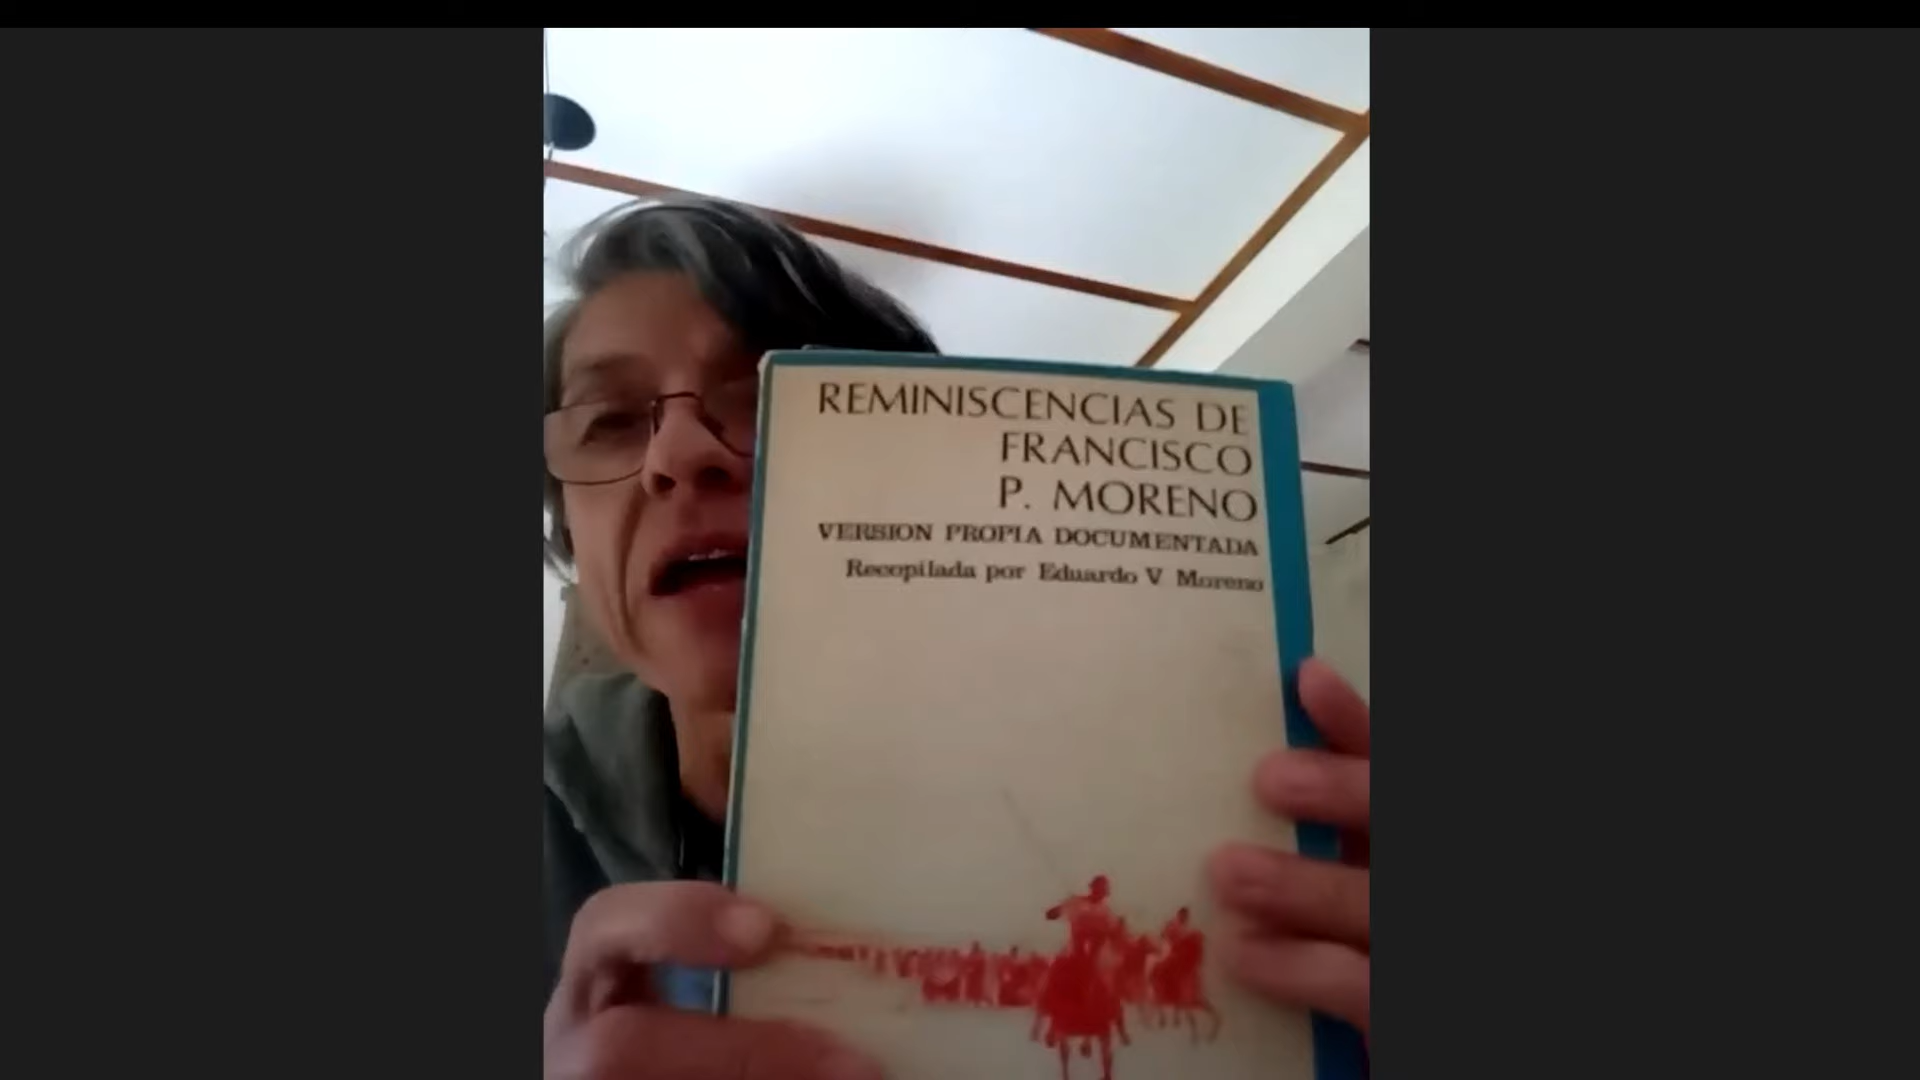 REMINISCENCIAS DE
FRANCISCO
P. MORENO
VERSION PROPIA DOCUMENTADA
Recopilada por Eduardo V Moreno